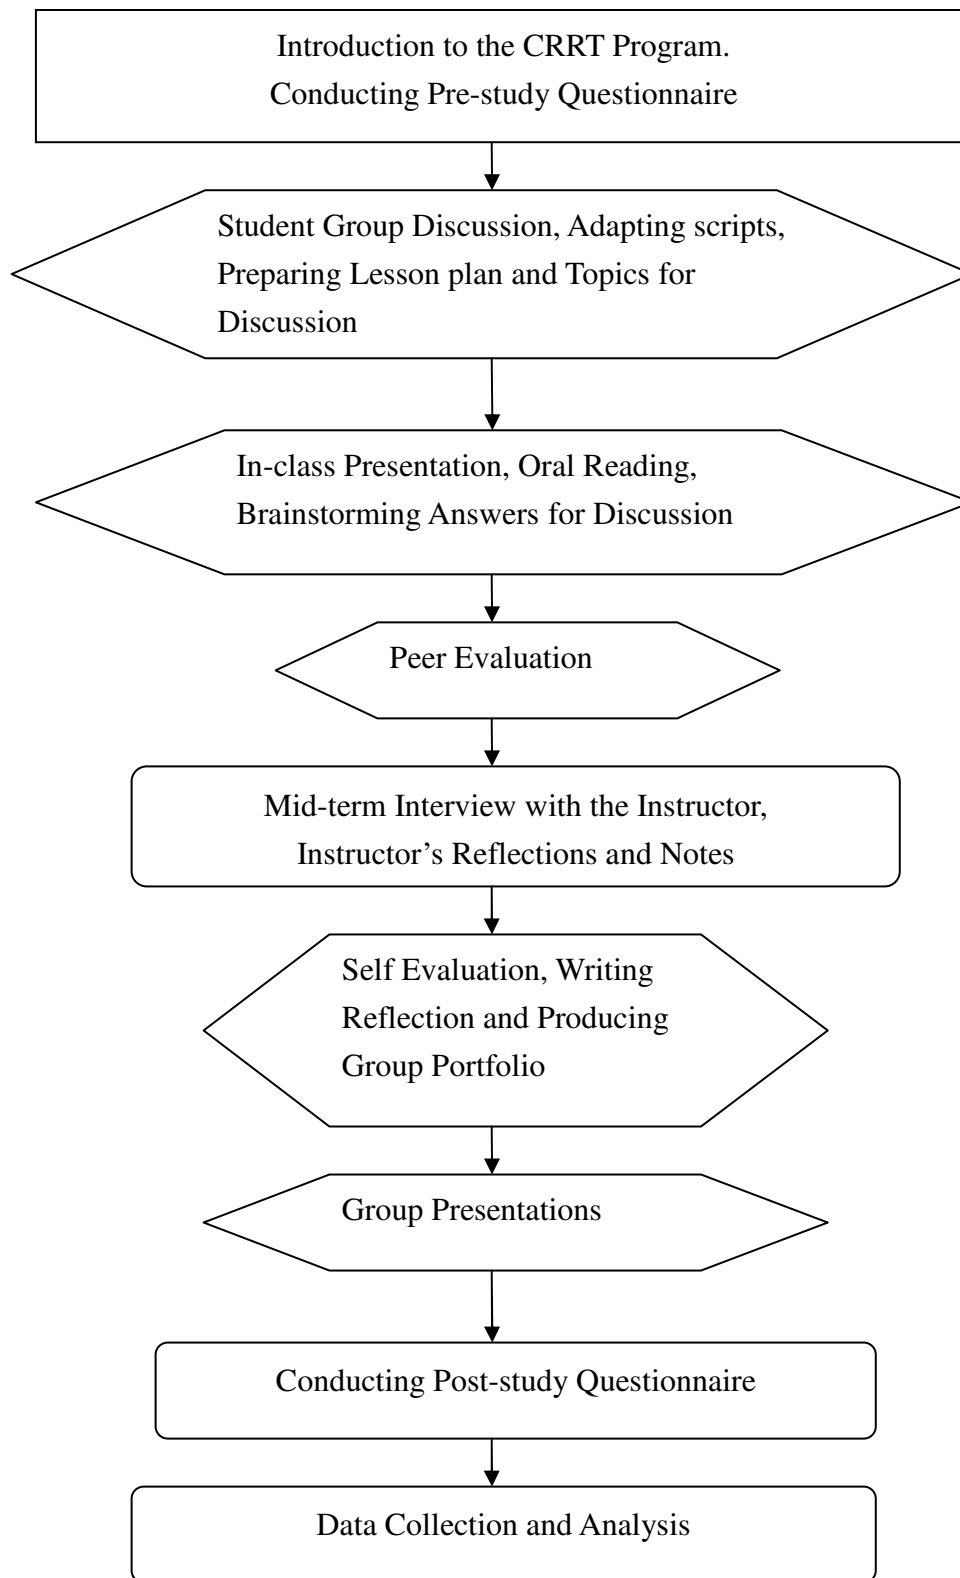 Introduction to the CRRT Program.
Conducting Pre-study Questionnaire
Student Group Discussion, Adapting scripts,
Preparing Lesson plan and Topics for
Discussion
In-class Presentation, Oral Reading,
Brainstorming Answers for Discussion
Peer Evaluation
Mid-term Interview with the Instructor,
Instructor’s Reflections and Notes
Self Evaluation, Writing
Reflection and Producing
Group Portfolio
Group Presentations
Conducting Post-study Questionnaire
Data Collection and Analysis